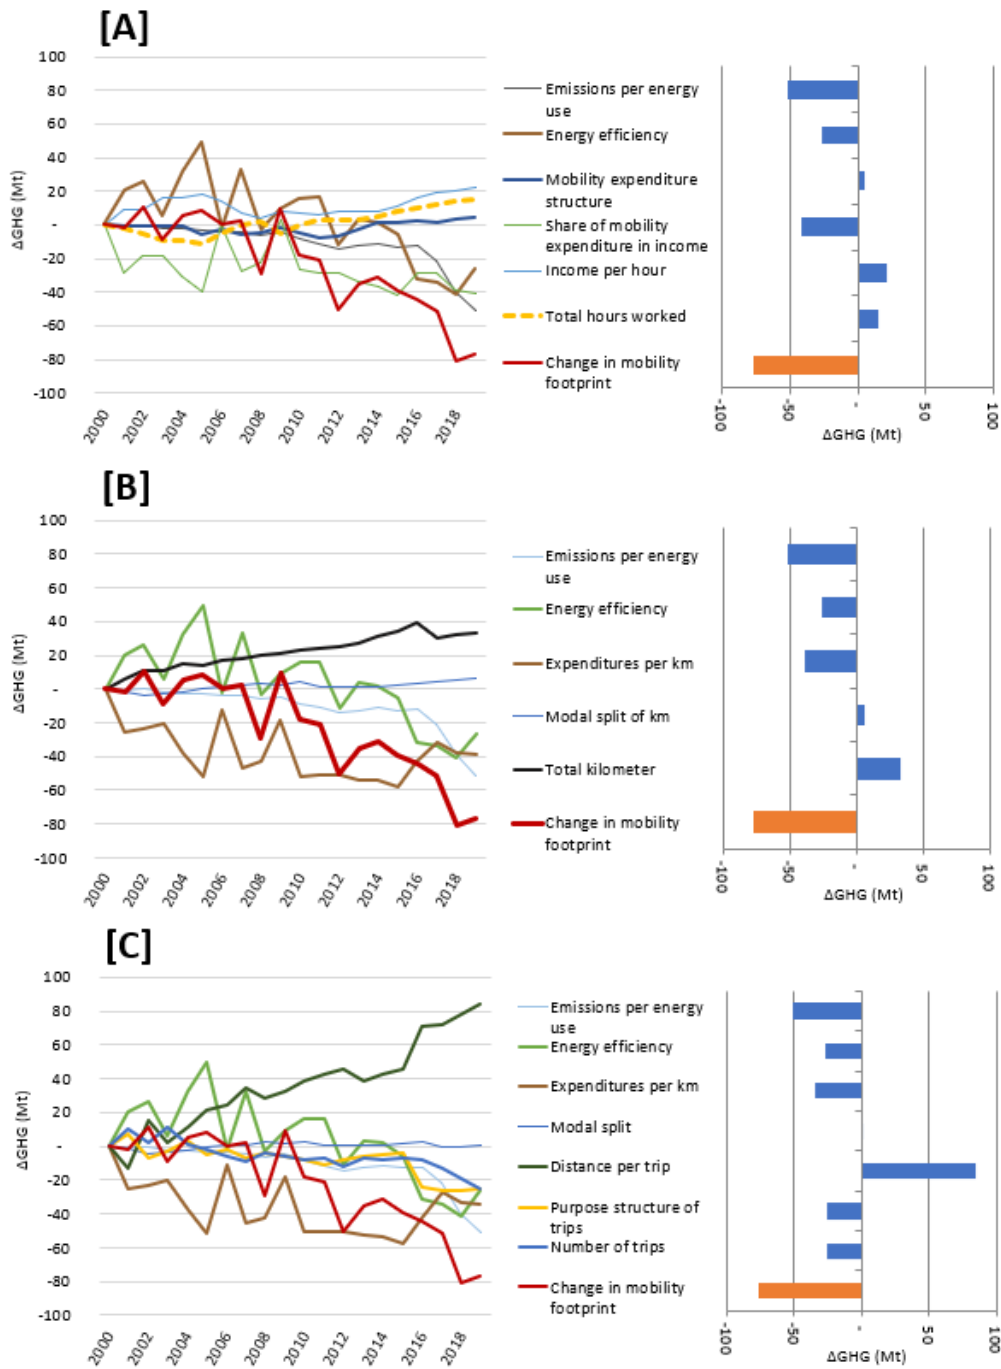 [A]
100
80
60
40
20
-
-20
-40
-60
-80
-100
ΔGHG (Mt)
2000
2002
2004
2006
2008
2010
2012
2014
2016
2018
Emissions per energy
use
Energy efficiency
Mobility expenditure
structure
Share of mobility
expenditure in income
Income per hour
Total hours worked
Change in mobility
footprint
-100
-50
-
50
100
ΔGHG (Mt)
[B]
100
80
60
40
20
-
-20
-40
-60
-80
-100
ΔGHG (Mt)
2000
2002
2004
2006
2008
2010
2012
2014
2016
2018
Emissions per energy
use
Energy efficiency
Expenditures per km
Modal split of km
Total kilometer
Change in mobility
footprint
-100
-50
-
50
100
ΔGHG (Mt)
[C]
100
80
60
40
20
-
-20
-40
-60
-80
-100
ΔGHG (Mt)
2000
2002
2004
2006
2008
2010
2012
2014
2016
2018
Emissions per energy
use
Energy efficiency
Expenditures per km
Modal split
Distance per trip
Purpose structure of
trips
Number of trips
Change in mobility
footprint
-100
-50
-
50
100
ΔGHG (Mt)